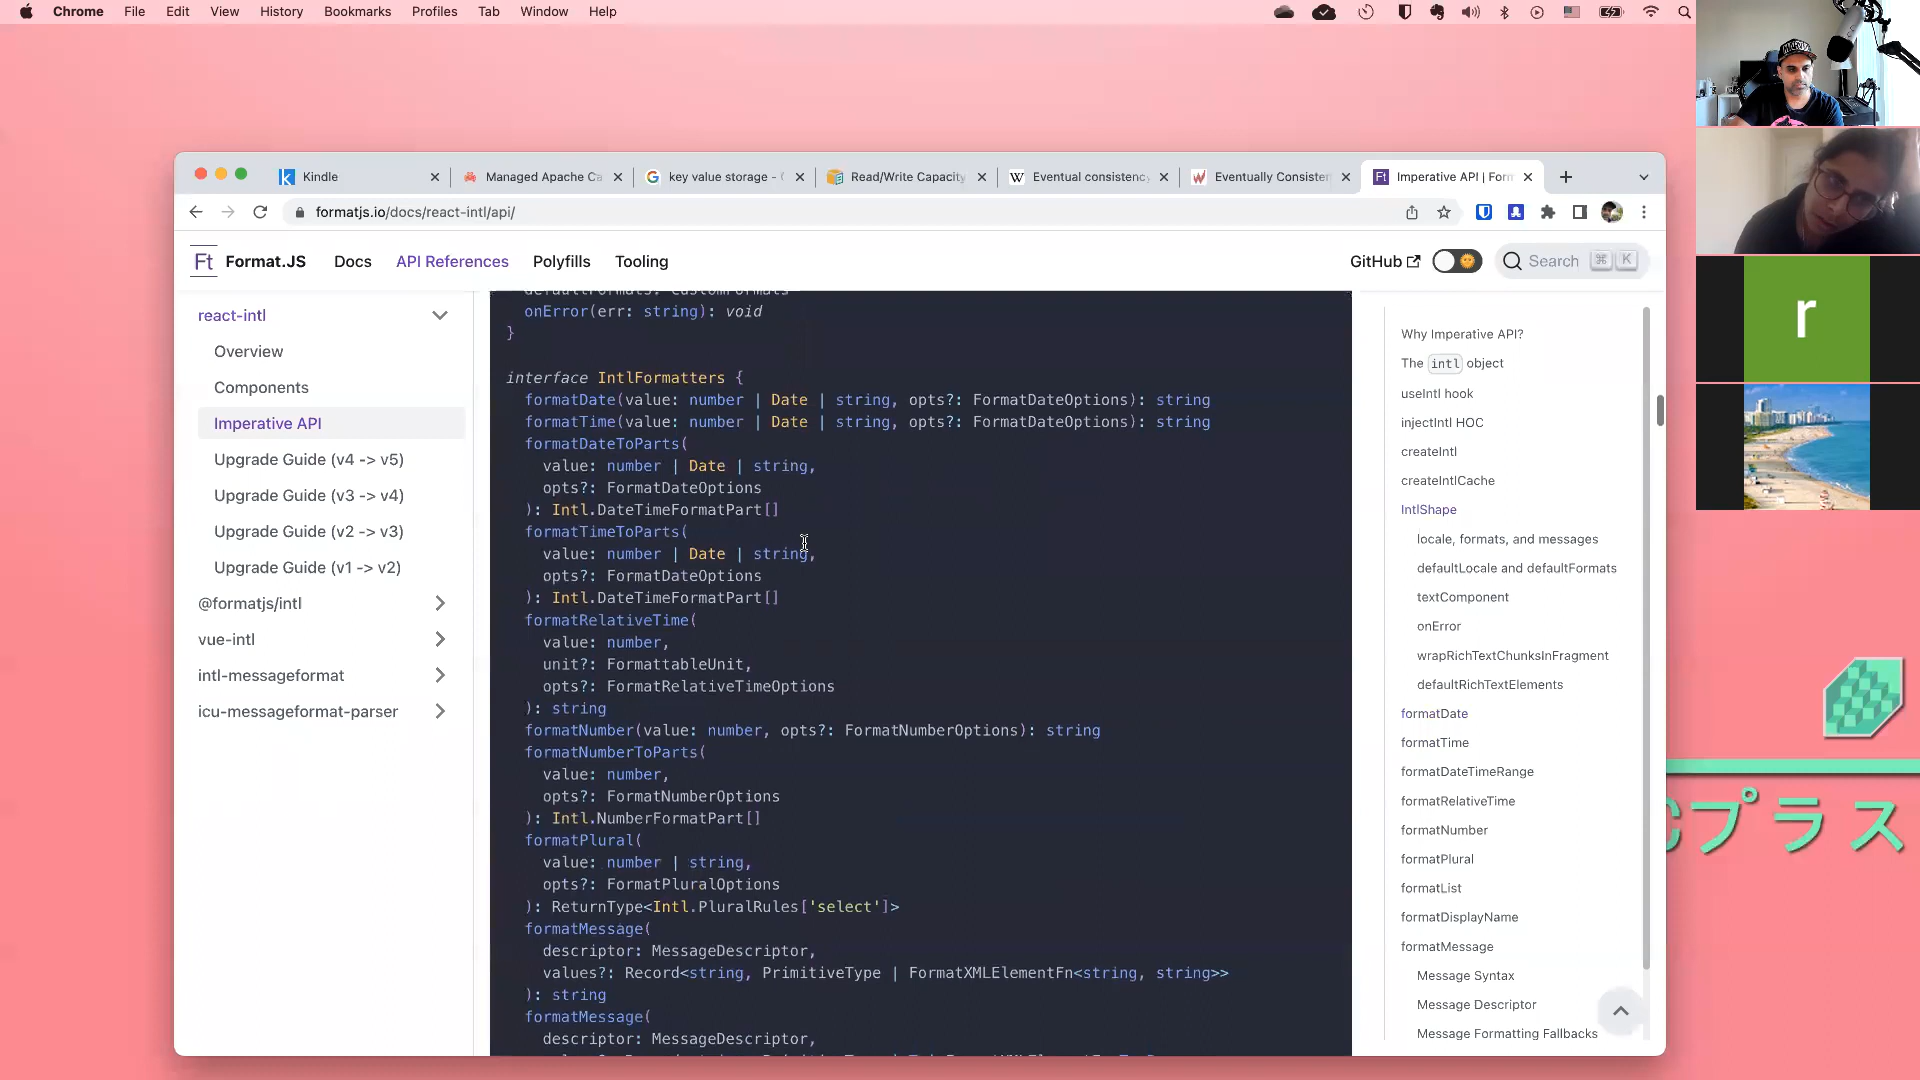 Chrome File Edit View History Bookmarks Profiles Tab Window Help
Kindle
Managed Apache Ca
key value storage -
Read/Write Capacity
Eventual consistency
Eventually Consisten
Imperative API | Form
formatjs.io/docs/react-intl/api/
Ft Format.JS Docs API References Polyfills Tooling GitHub Search ⌘ K
react-intl
Overview
Components
Imperative API
Upgrade Guide (v4 -> v5)
Upgrade Guide (v3 -> v4)
Upgrade Guide (v2 -> v3)
Upgrade Guide (v1 -> v2)
@formatjs/intl
vue-intl
intl-messageformat
icu-messageformat-parser
defaultFormats: CustomFormats
onError(err: string): void
}
interface IntlFormatters {
formatDate(value: number | Date | string, opts?: FormatDateOptions): string
formatTime(value: number | Date | string, opts?: FormatDateOptions): string
formatDateToParts(
value: number | Date | string,
opts?: FormatDateOptions
): Intl.DateTimeFormatPart[]
formatTimeToParts(
value: number | Date | string,
opts?: FormatDateOptions
): Intl.DateTimeFormatPart[]
formatRelativeTime(
value: number,
unit?: FormattableUnit,
opts?: FormatRelativeTimeOptions
): string
formatNumber(value: number, opts?: FormatNumberOptions): string
formatNumberToParts(
value: number,
opts?: FormatNumberOptions
): Intl.NumberFormatPart[]
formatPlural(
value: number | string,
opts?: FormatPluralOptions
): ReturnType<Intl.PluralRules['select']>
formatMessage(
descriptor: MessageDescriptor,
values?: Record<string, PrimitiveType | FormatXMLElementFn<string, string>>
): string
formatMessage(
descriptor: MessageDescriptor,
Why Imperative API?
The intl object
useIntl hook
injectIntl HOC
createIntl
createIntlCache
IntlShape
locale, formats, and messages
defaultLocale and defaultFormats
textComponent
onError
wrapRichTextChunksInFragment
defaultRichTextElements
formatDate
formatTime
formatDateTimeRange
formatRelativeTime
formatNumber
formatPlural
formatList
formatDisplayName
formatMessage
Message Syntax
Message Descriptor
Message Formatting Fallbacks
r
Cプラス